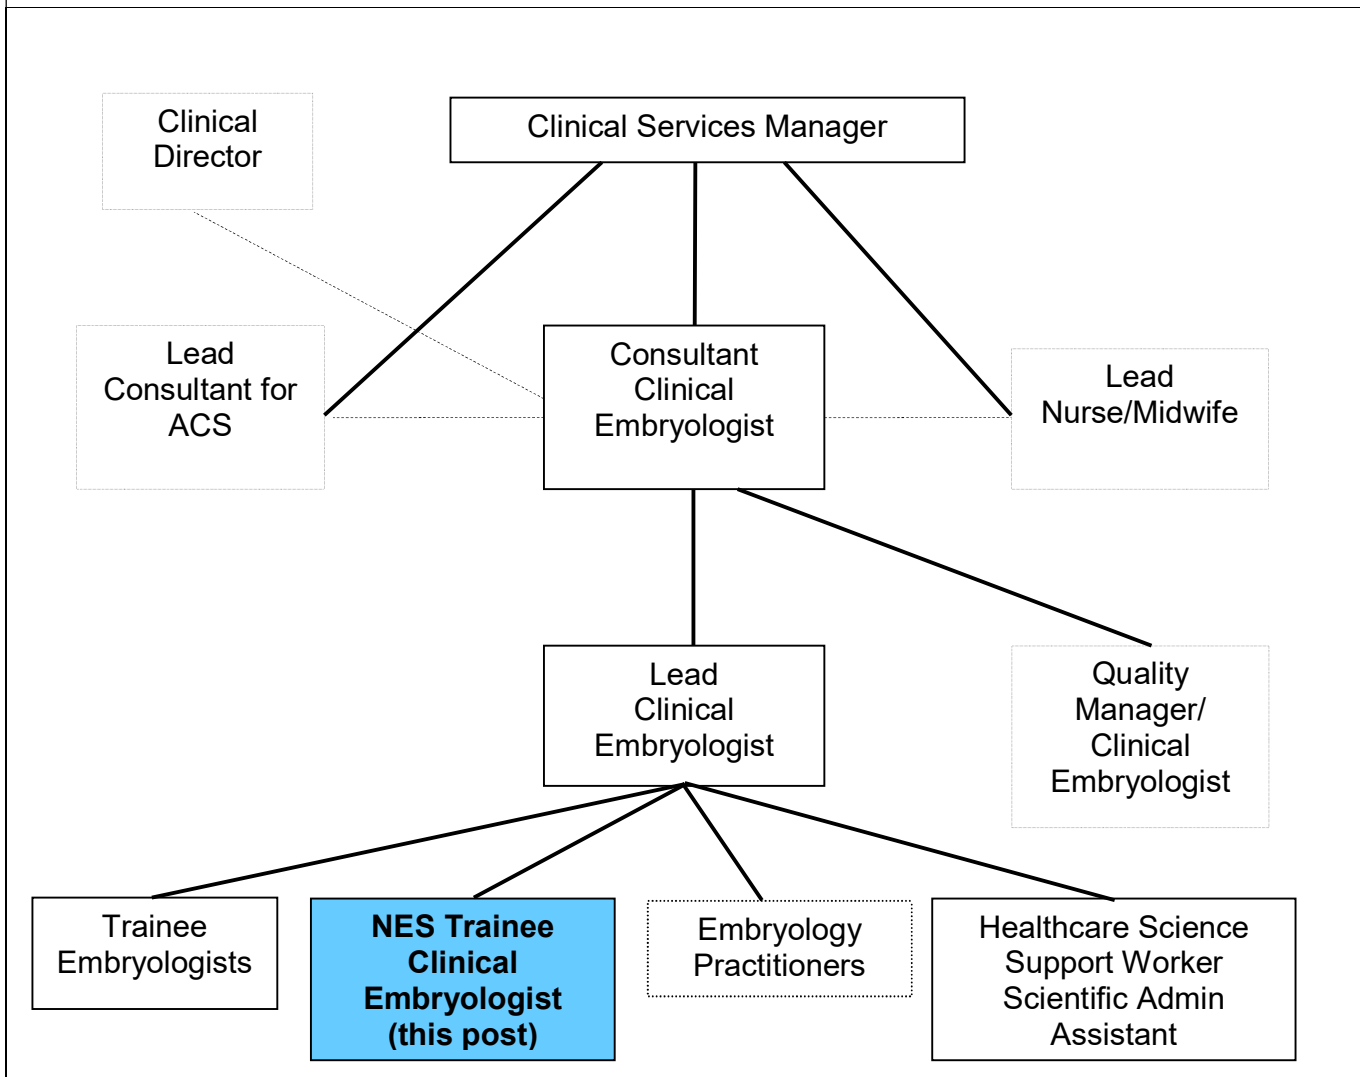 Clinical
Director
Clinical Services Manager
Lead
Consultant for
ACS
Consultant
Clinical
Embryologist
Lead
Nurse/Midwife
Lead
Clinical
Embryologist
Quality
Manager/
Clinical
Embryologist
Trainee
Embryologists
NES Trainee
Clinical
Embryologist
(this post)
Embryology
Practitioners
Healthcare Science
Support Worker
Scientific Admin
Assistant